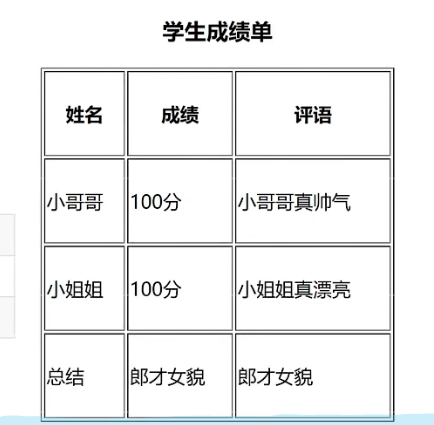 学生成绩单
姓名 成绩 评语
小哥哥 100分 小哥哥真帅气
小姐姐 100分 小姐姐真漂亮
总结 郎才女貌 郎才女貌